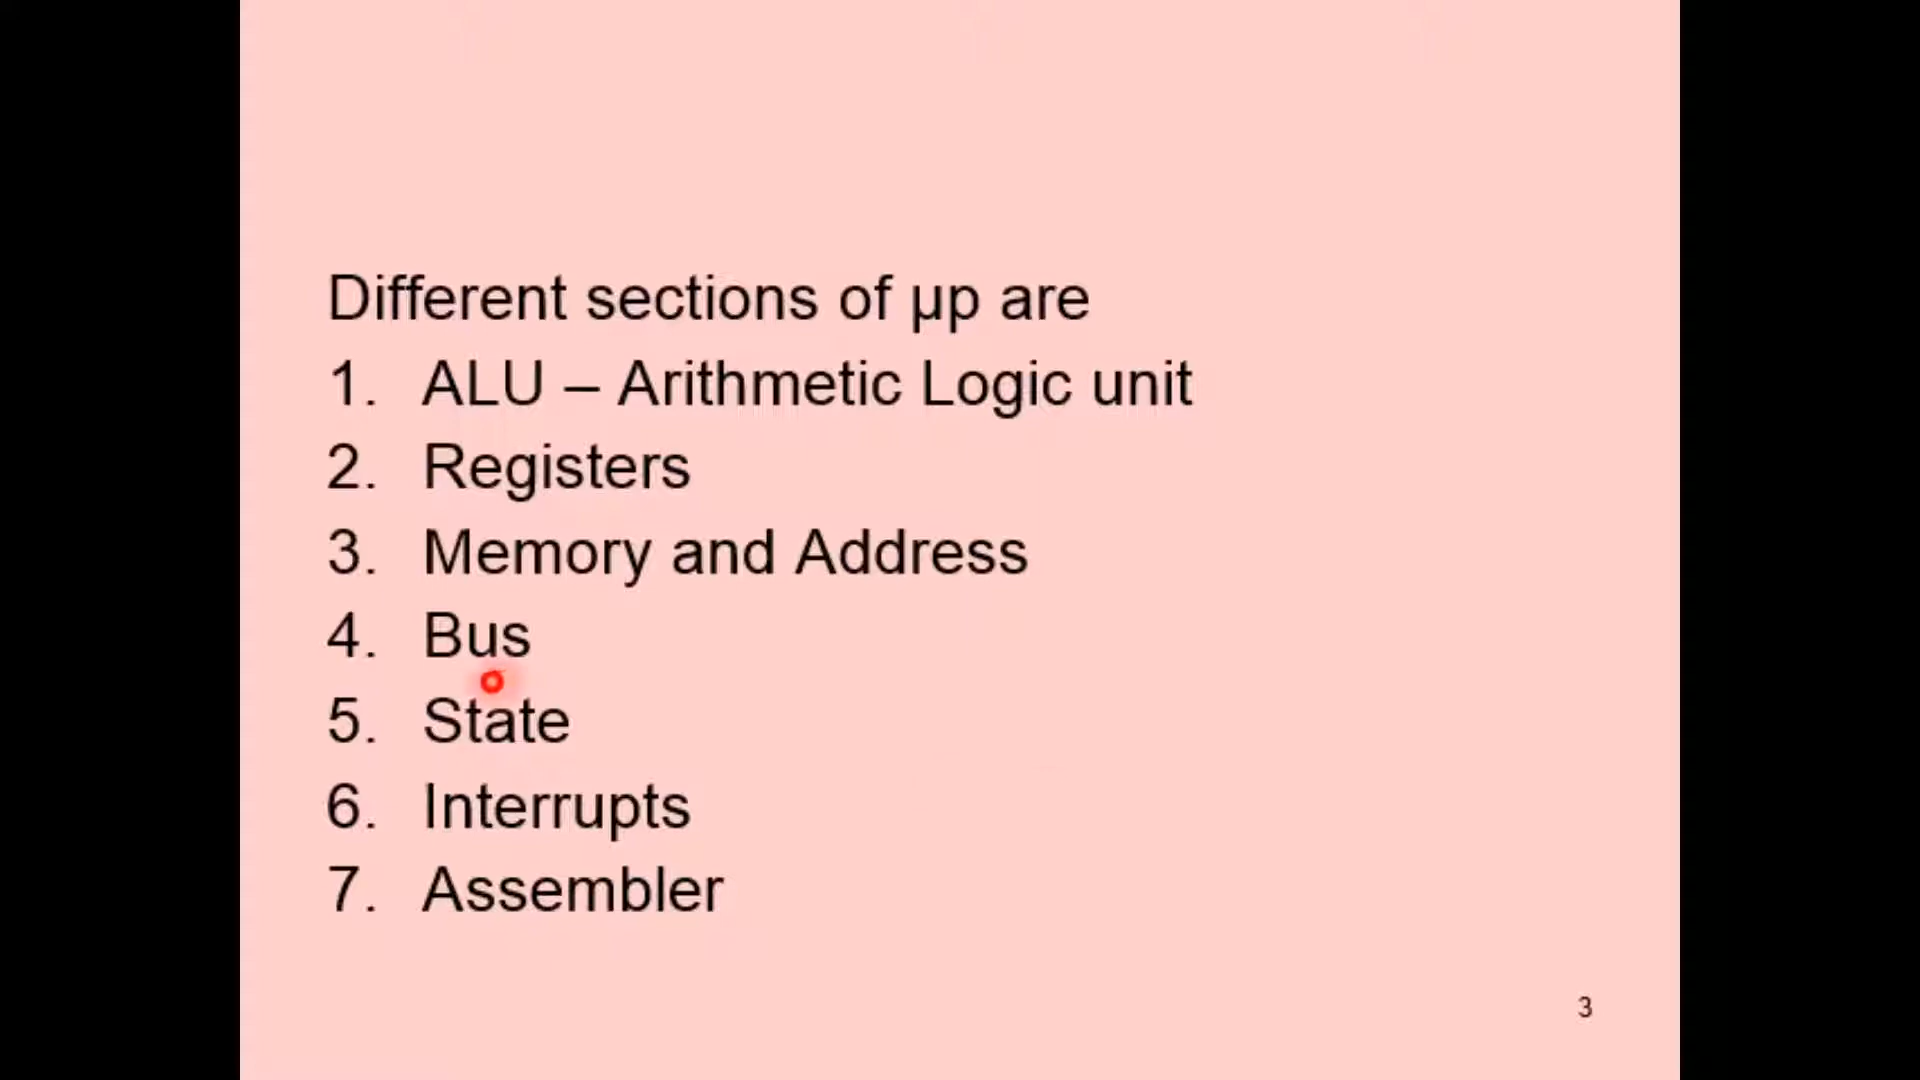 Different sections of µp are
1. ALU – Arithmetic Logic unit
2. Registers
3. Memory and Address
4. Bus
5. State
6. Interrupts
7. Assembler
3